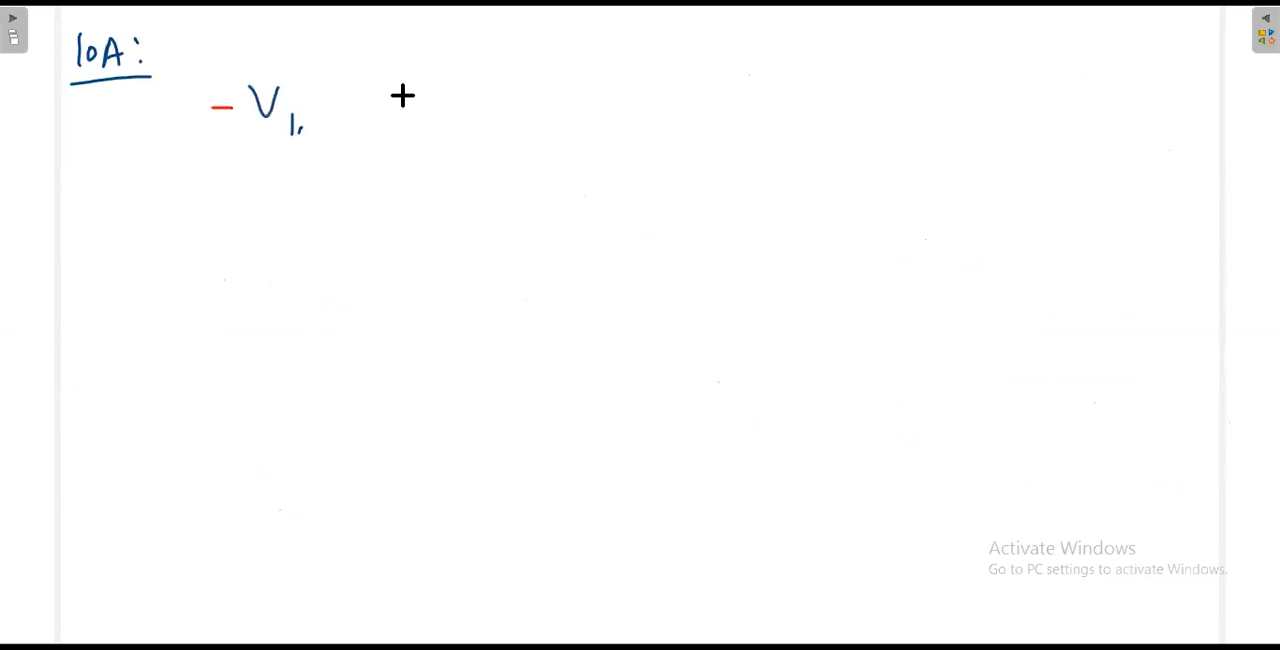 10A:
- V1.
Activate Windows
Go to PC settings to activate Windows.